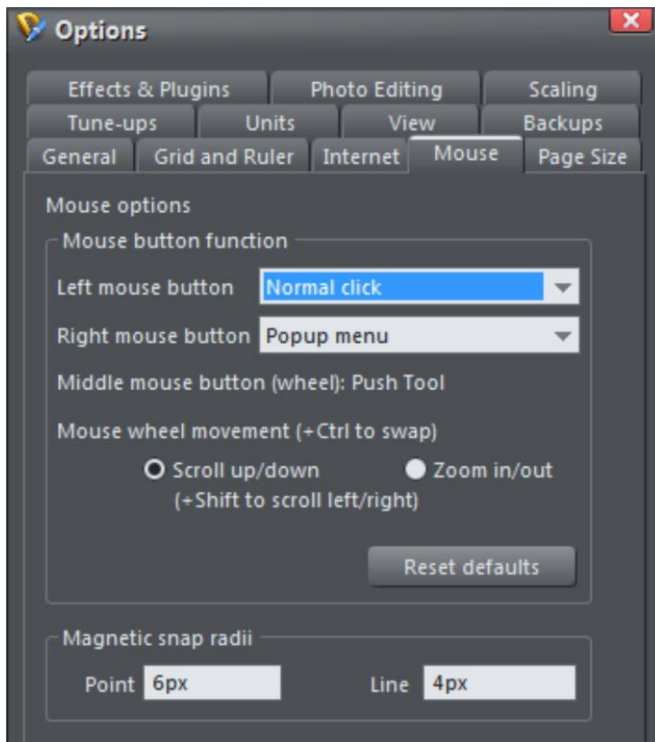 Options
Effects & Plugins Photo Editing Scaling
Tune-ups Units View Backups
General Grid and Ruler Internet Mouse Page Size
Mouse options
Mouse button function
Left mouse button Normal click
Right mouse button Popup menu
Middle mouse button (wheel): Push Tool
Mouse wheel movement (+Ctrl to swap)
Scroll up/down Zoom in/out
(+Shift to scroll left/right)
Reset defaults
Magnetic snap radii
Point 6px Line 4px